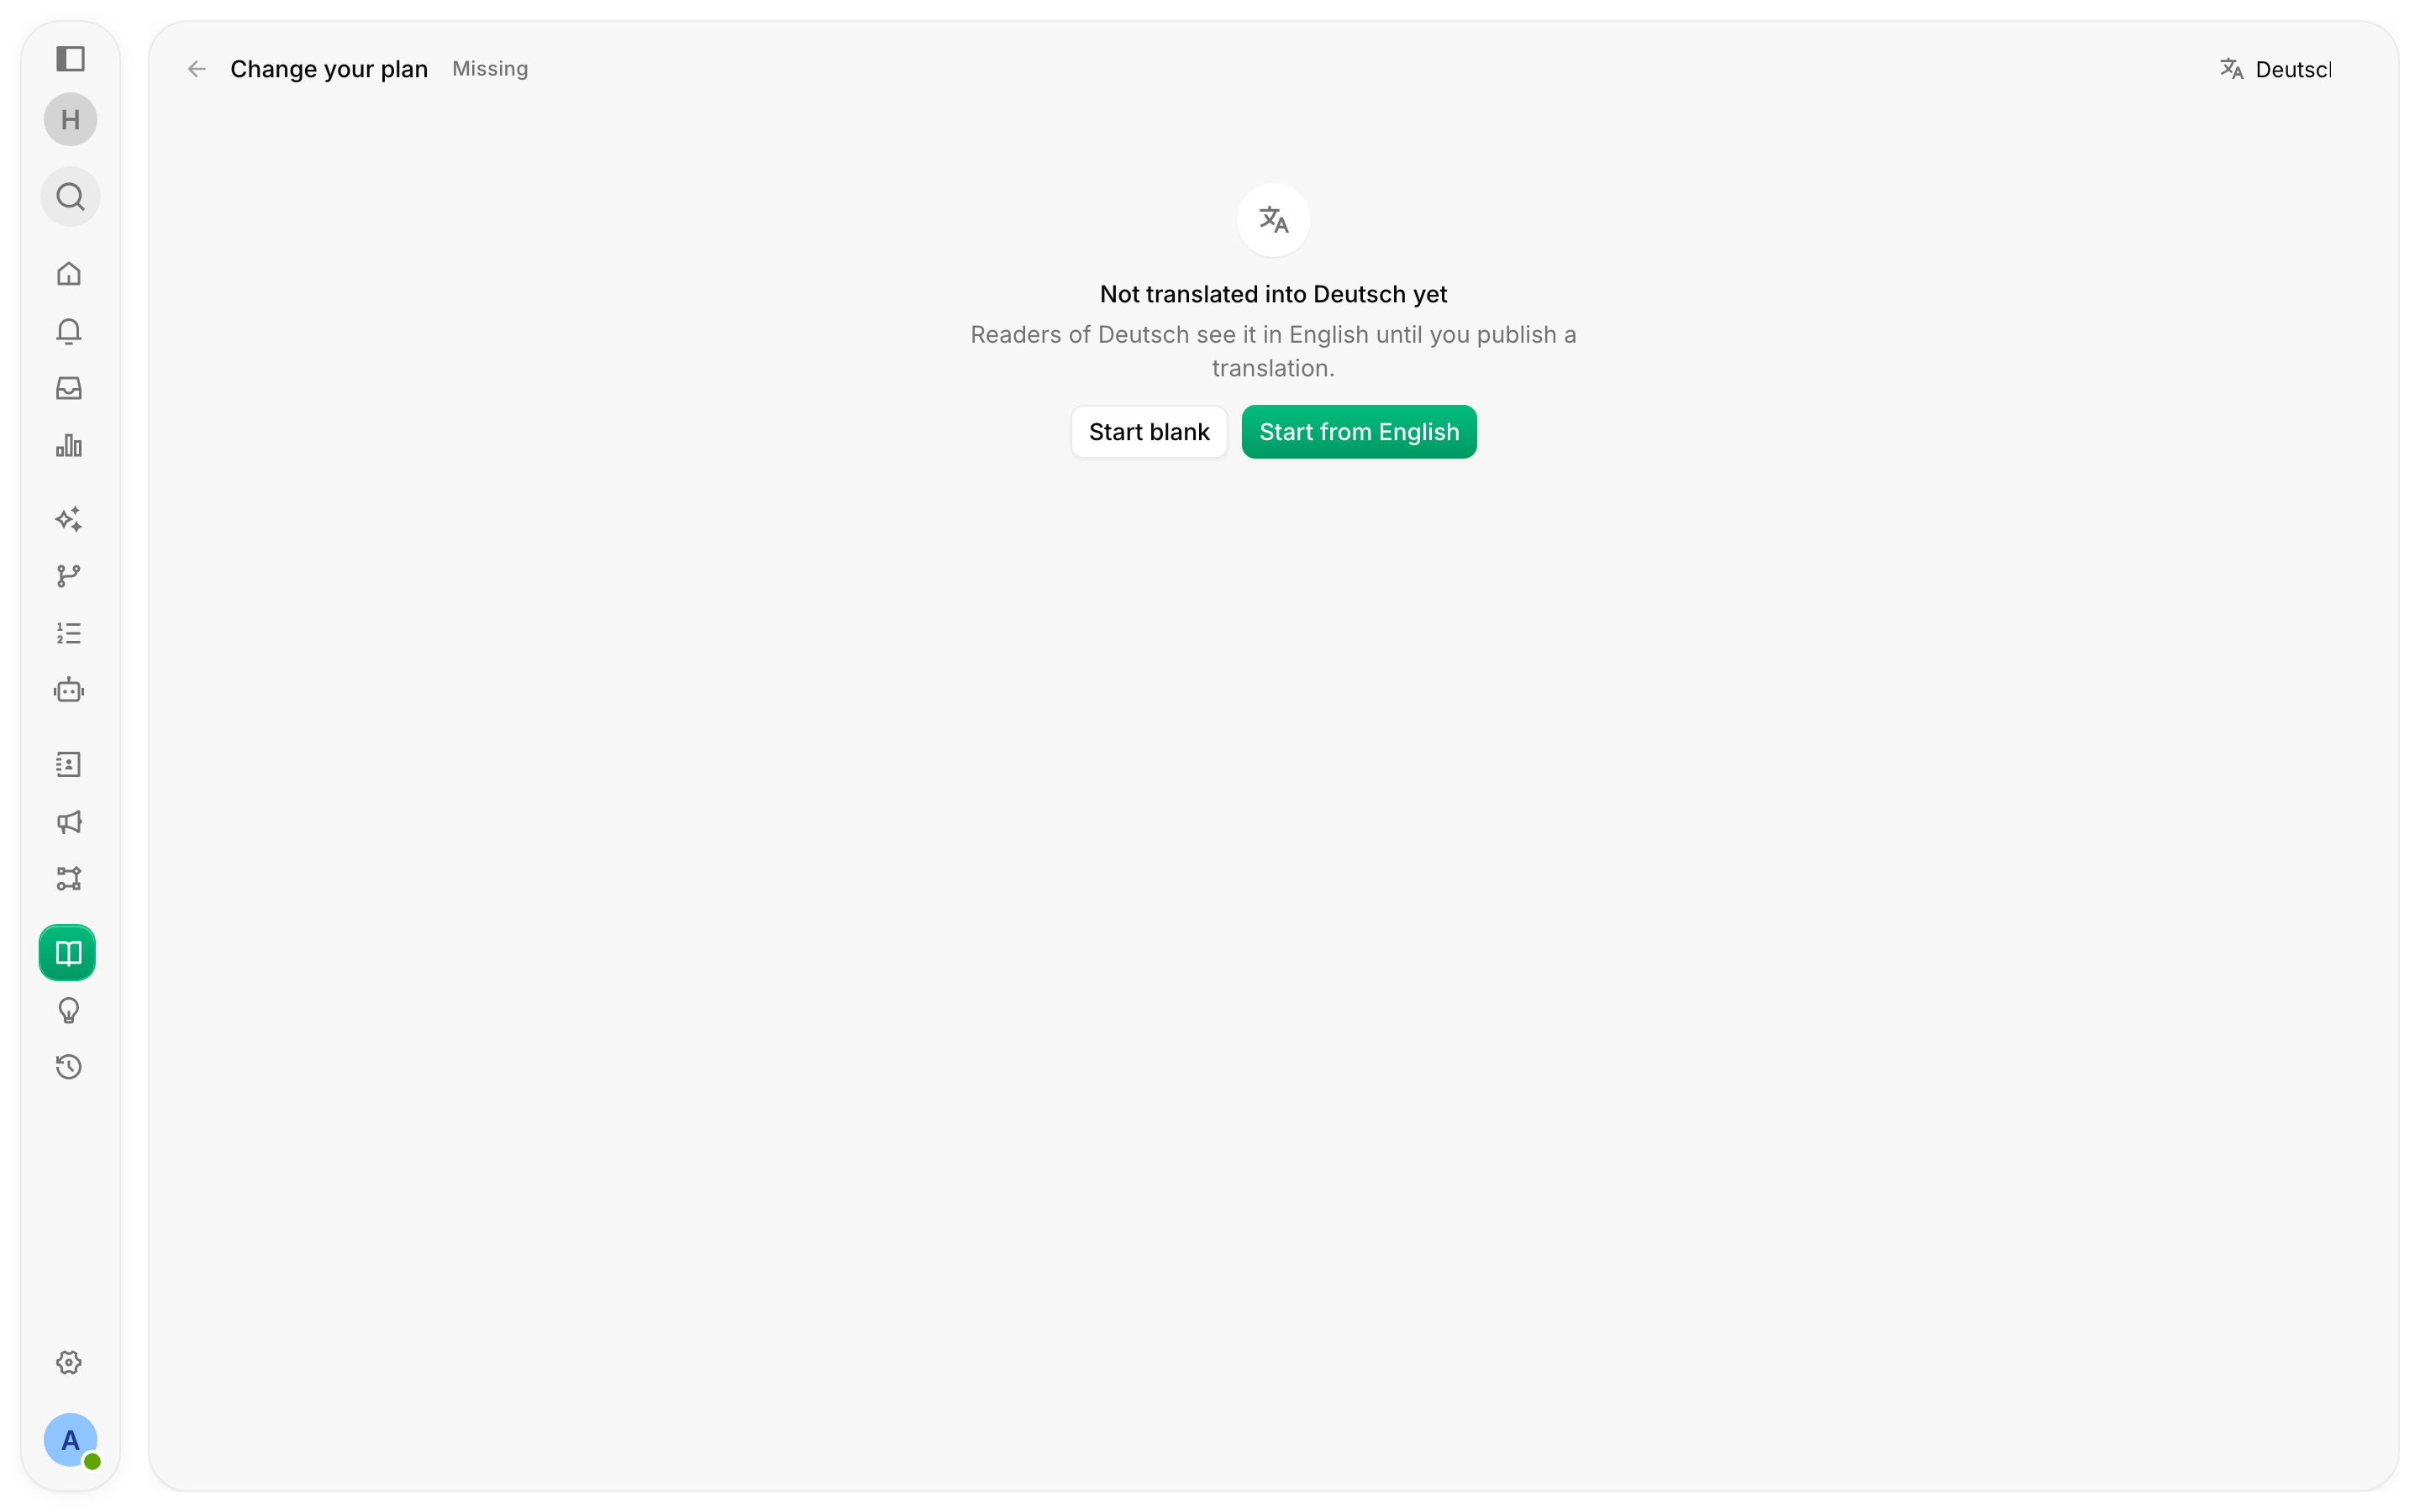 H
Change your plan Missing
Deutsch
Not translated into Deutsch yet
Readers of Deutsch see it in English until you publish a
translation.
Start blank
Start from English
A